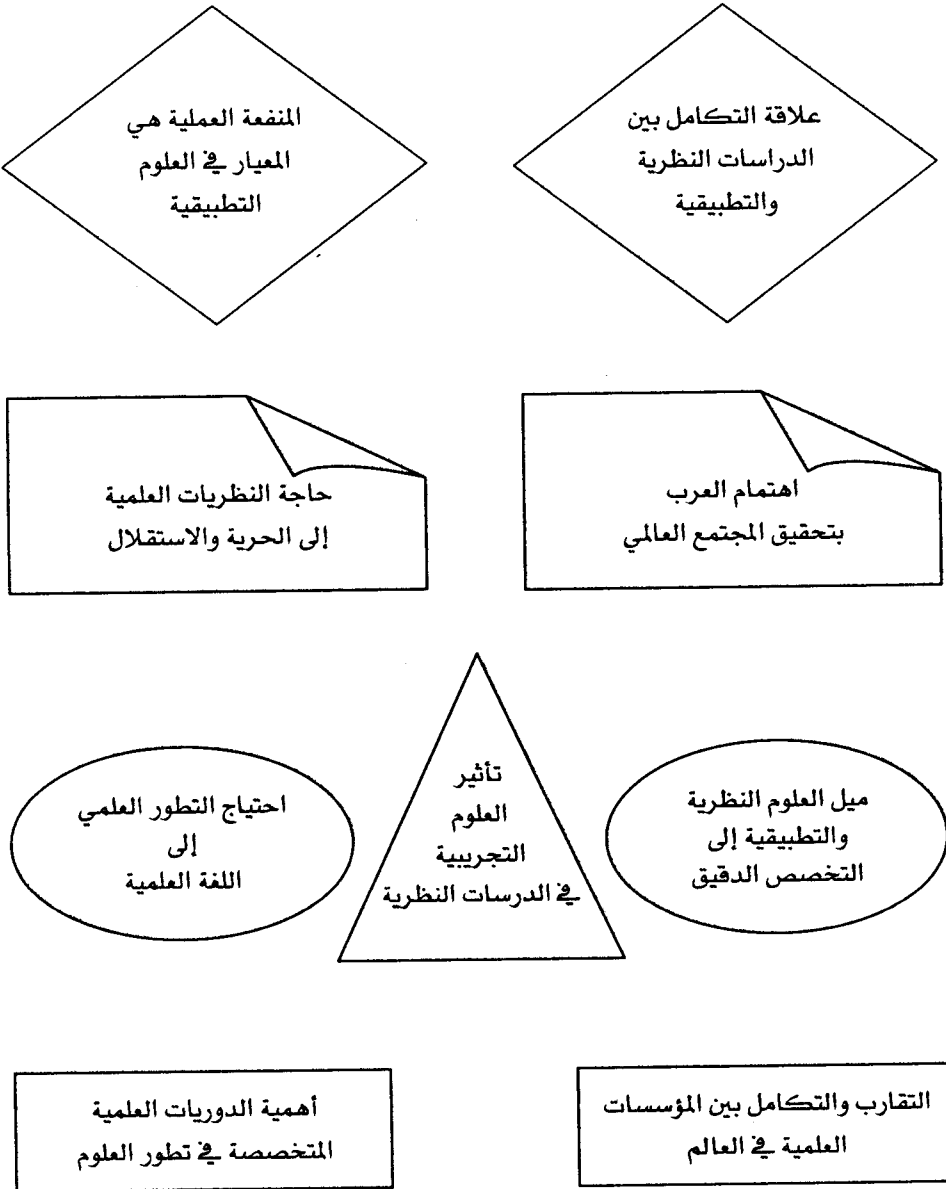 علاقة التكامل بين
الدراسات النظرية
والتطبيقية
المنفعة العملية هي
المعيار في العلوم
التطبيقية
اهتمام العرب
بتحقيق المجتمع العالمي
حاجة النظريات العلمية
إلى الحرية والاستقلال
ميل العلوم النظرية
والتطبيقية إلى
التخصص الدقيق
تأثير
العلوم
التجريبية
في الدرسات النظرية
احتياج التطور العلمي
إلى
اللغة العلمية
التقارب والتكامل بين المؤسسات
العلمية في العالم
أهمية الدوريات العلمية
المتخصصة في تطور العلوم